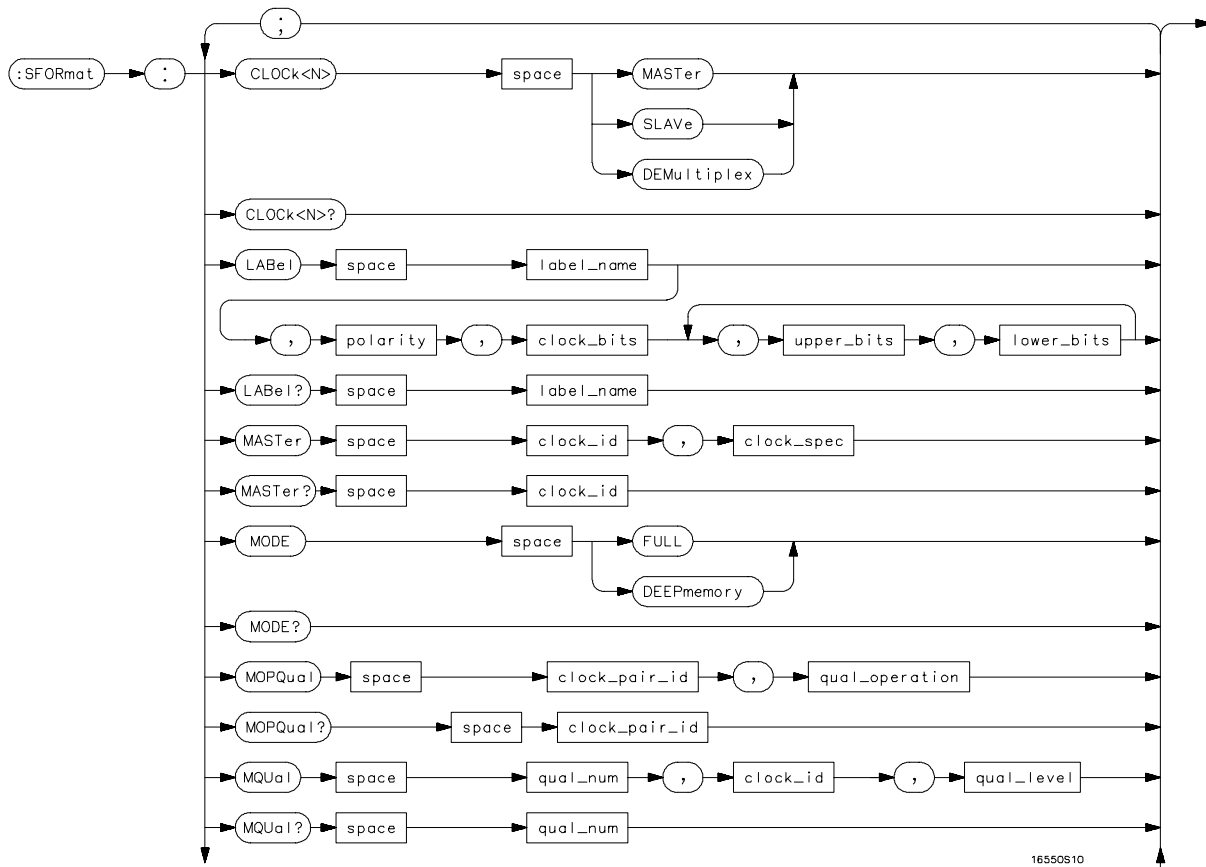 ;
:SFORmat : CLOCk<N> space MASTer
SLAVe
DEMultiplex
CLOCk<N>?
LABel space label_name
, polarity , clock_bits , upper_bits , lower_bits
LABel? space label_name
MASTer space clock_id , clock_spec
MASTer? space clock_id
MODE space FULL
DEEPmemory
MODE?
MOPQual space clock_pair_id , qual_operation
MOPQual? space clock_pair_id
MQUal space qual_num , clock_id , qual_level
MQUal? space qual_num
16550S10